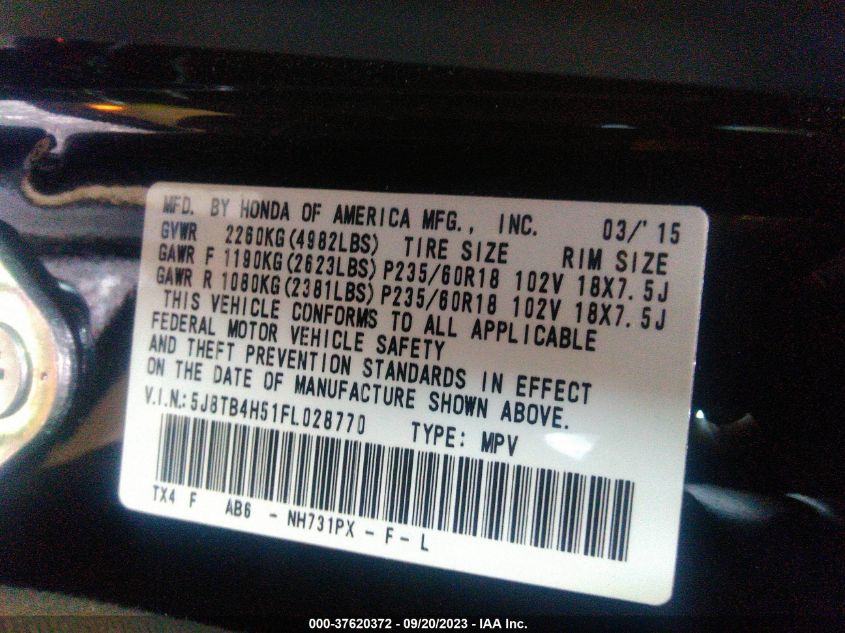 MFD. BY HONDA OF AMERICA MFG., INC. 03/'15
GVWR 2260KG(4982LBS) TIRE SIZE RIM SIZE
GAWR F 1190KG(2623LBS) P235/60R18 102V 18X7.5J
GAWR R 1080KG(2381LBS) P235/60R18 102V 18X7.5J
THIS VEHICLE CONFORMS TO ALL APPLICABLE
FEDERAL MOTOR VEHICLE SAFETY
AND THEFT PREVENTION STANDARDS IN EFFECT
ON THE DATE OF MANUFACTURE SHOWN ABOVE.
V.I.N.:5J8TB4H51FL028770 TYPE: MPV
TX4 F AB6 - NH731PX - F - L
000-37620372 - 09/20/2023 - IAA Inc.